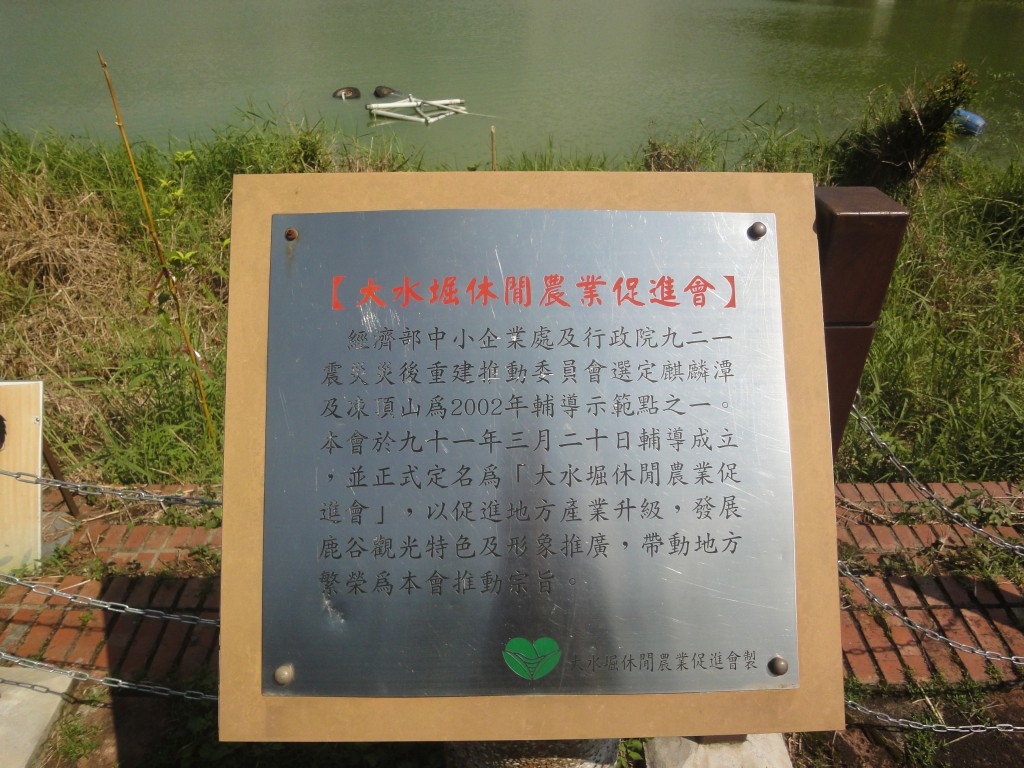 【大水堀休閒農業促進會】
經濟部中小企業處及行政院九二一
震災災後重建推動委員會選定麒麟潭
及凍頂山爲2002年輔導示範點之一。
本會於九十一年三月二十日輔導成立
，並正式定名爲「大水堀休閒農業促
進會」，以促進地方產業升級，發展
鹿谷觀光特色及形象推廣，帶動地方
繁榮爲本會推動宗旨。
大水堀休閒農業促進會製